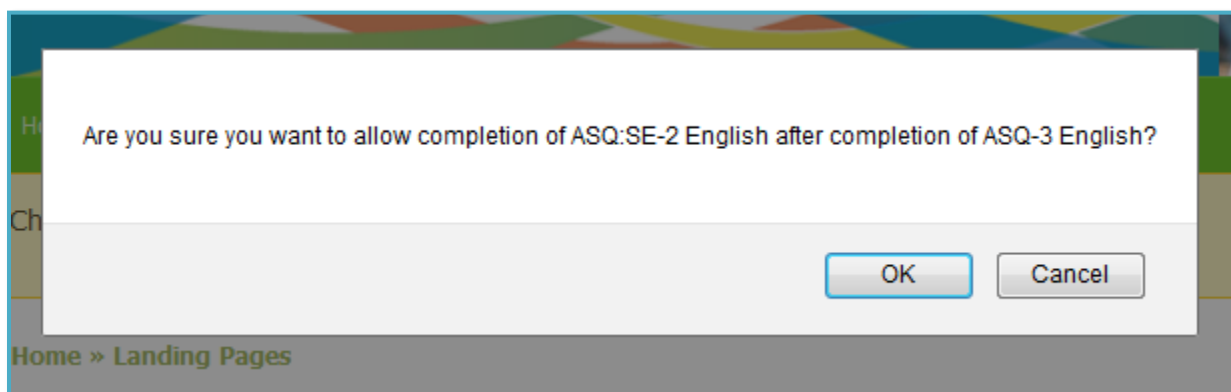 Are you sure you want to allow completion of ASQ:SE-2 English after completion of ASQ-3 English?
Ch
OK Cancel
Home » Landing Pages